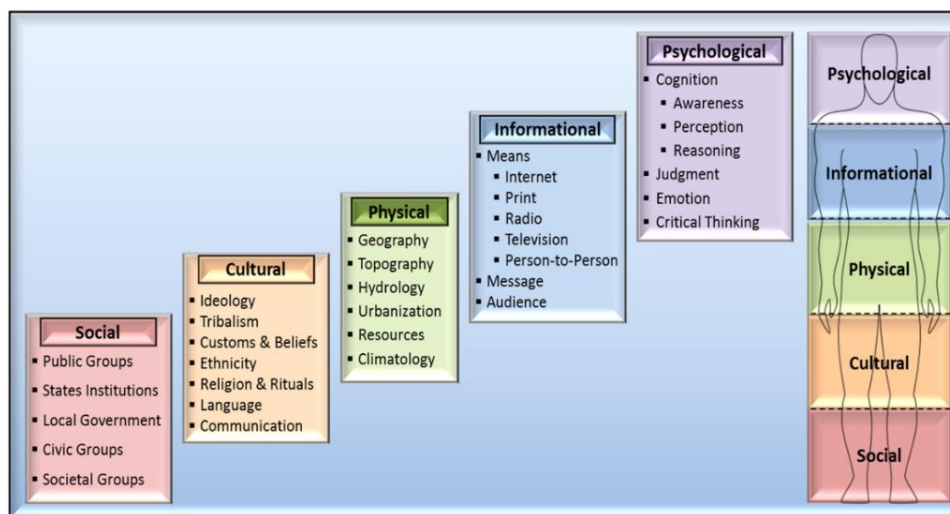 Social
Public Groups
States Institutions
Local Government
Civic Groups
Societal Groups
Cultural
Ideology
Tribalism
Customs & Beliefs
Ethnicity
Religion & Rituals
Language
Communication
Physical
Geography
Topography
Hydrology
Urbanization
Resources
Climatology
Informational
Means
Internet
Print
Radio
Television
Person-to-Person
Message
Audience
Psychological
Cognition
Awareness
Perception
Reasoning
Judgment
Emotion
Critical Thinking
Psychological
Informational
Physical
Cultural
Social